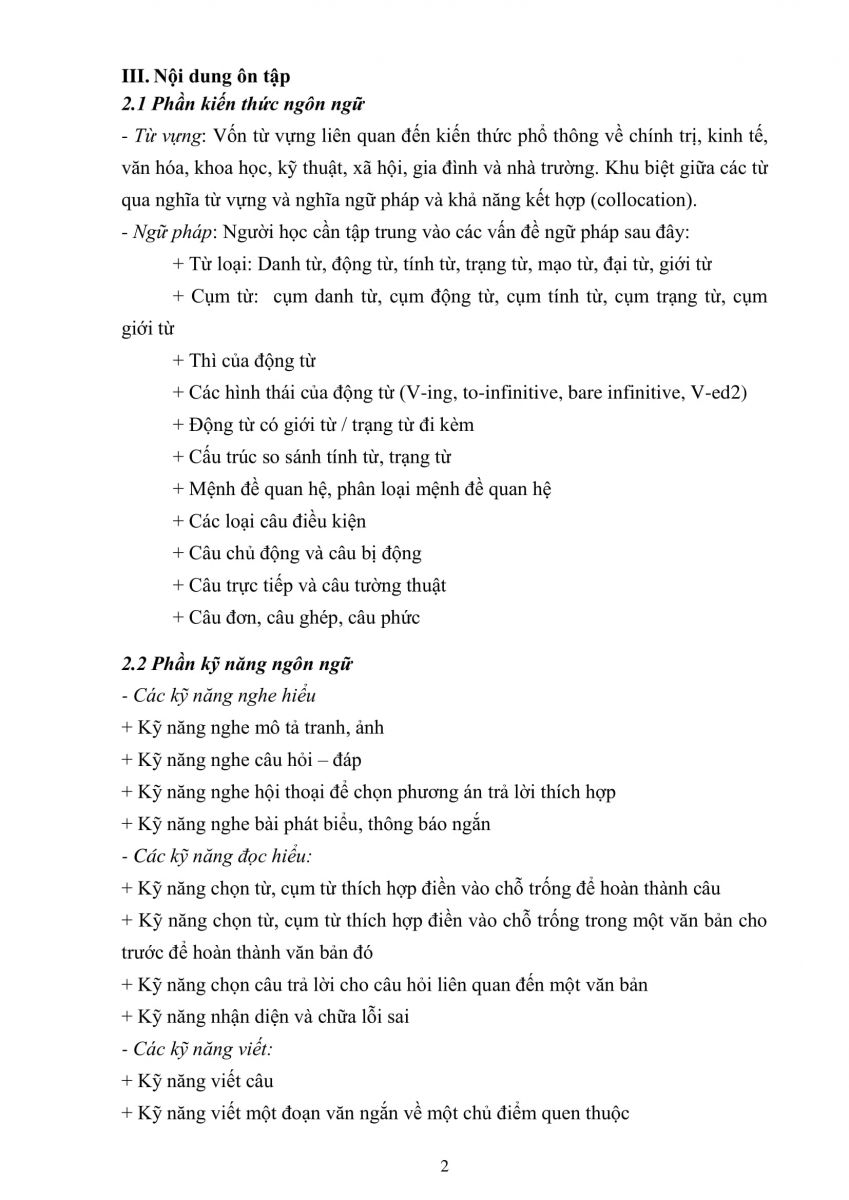 III. Nội dung ôn tập
2.1 Phần kiến thức ngôn ngữ
- Từ vựng: Vốn từ vựng liên quan đến kiến thức phổ thông về chính trị, kinh tế,
văn hóa, khoa học, kỹ thuật, xã hội, gia đình và nhà trường. Khu biệt giữa các từ
qua nghĩa từ vựng và nghĩa ngữ pháp và khả năng kết hợp (collocation).
- Ngữ pháp: Người học cần tập trung vào các vấn đề ngữ pháp sau đây:
+ Từ loại: Danh từ, động từ, tính từ, trạng từ, mạo từ, đại từ, giới từ
+ Cụm từ: cụm danh từ, cụm động từ, cụm tính từ, cụm trạng từ, cụm
giới từ
+ Thì của động từ
+ Các hình thái của động từ (V-ing, to-infinitive, bare infinitive, V-ed2)
+ Động từ có giới từ / trạng từ đi kèm
+ Cấu trúc so sánh tính từ, trạng từ
+ Mệnh đề quan hệ, phân loại mệnh đề quan hệ
+ Các loại câu điều kiện
+ Câu chủ động và câu bị động
+ Câu trực tiếp và câu tường thuật
+ Câu đơn, câu ghép, câu phức
2.2 Phần kỹ năng ngôn ngữ
- Các kỹ năng nghe hiểu
+ Kỹ năng nghe mô tả tranh, ảnh
+ Kỹ năng nghe câu hỏi – đáp
+ Kỹ năng nghe hội thoại để chọn phương án trả lời thích hợp
+ Kỹ năng nghe bài phát biểu, thông báo ngắn
- Các kỹ năng đọc hiểu:
+ Kỹ năng chọn từ, cụm từ thích hợp điền vào chỗ trống để hoàn thành câu
+ Kỹ năng chọn từ, cụm từ thích hợp điền vào chỗ trống trong một văn bản cho
trước để hoàn thành văn bản đó
+ Kỹ năng chọn câu trả lời cho câu hỏi liên quan đến một văn bản
+ Kỹ năng nhận diện và chữa lỗi sai
- Các kỹ năng viết:
+ Kỹ năng viết câu
+ Kỹ năng viết một đoạn văn ngắn về một chủ điểm quen thuộc
2